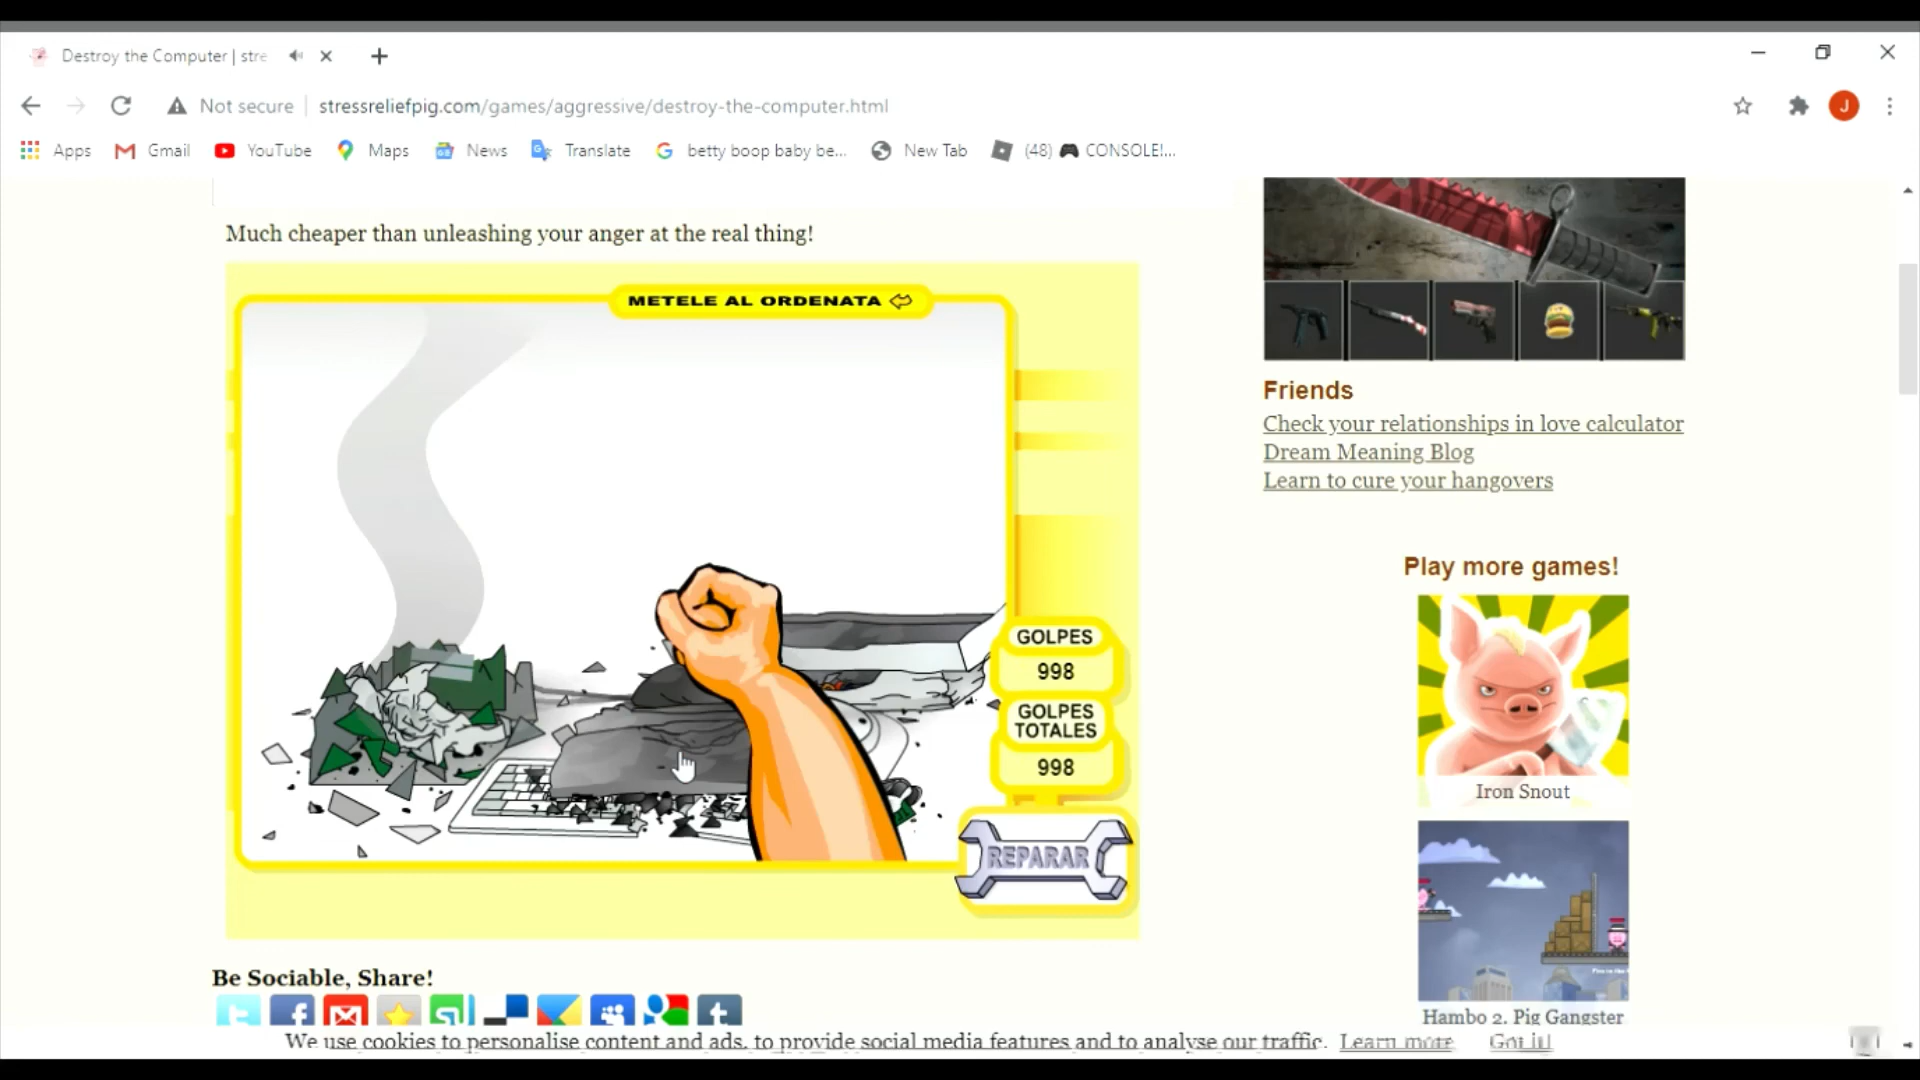 Destroy the Computer | stre
Not secure
stressreliefpig.com/games/aggressive/destroy-the-computer.html
J
Apps
Gmail
YouTube
Maps
News
Translate
betty boop baby be...
New Tab
(48) 🎮 CONSOLE!...
Much cheaper than unleashing your anger at the real thing!
METELE AL ORDENATA
GOLPES
998
GOLPES
TOTALES
998
REPARAR
Friends
Check your relationships in love calculator
Dream Meaning Blog
Learn to cure your hangovers
Play more games!
Iron Snout
Hambo 2. Pig Gangster
Be Sociable, Share!
We use cookies to personalise content and ads, to provide social media features and to analyse our traffic. Learn more Got it!